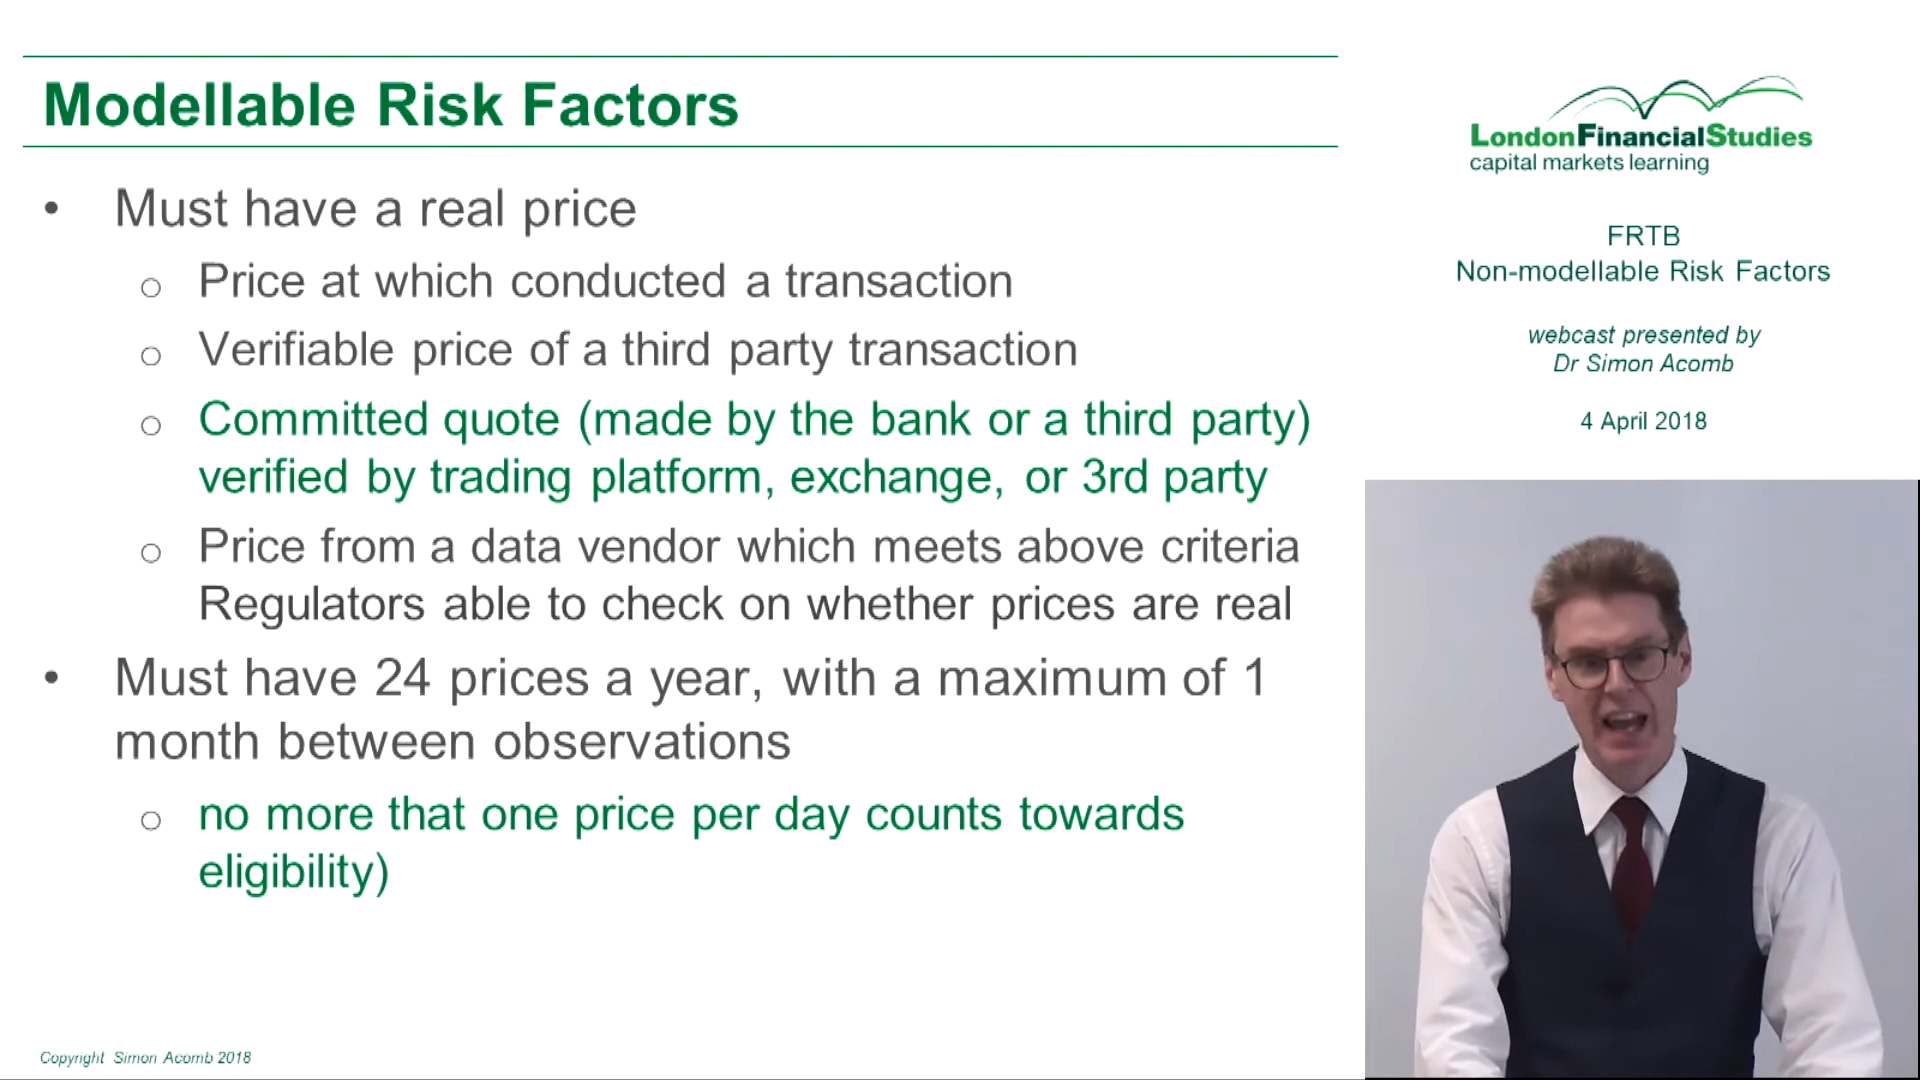 Modellable Risk Factors
• Must have a real price
o Price at which conducted a transaction
o Verifiable price of a third party transaction
o Committed quote (made by the bank or a third party)
verified by trading platform, exchange, or 3rd party
o Price from a data vendor which meets above criteria
Regulators able to check on whether prices are real
• Must have 24 prices a year, with a maximum of 1
month between observations
o no more that one price per day counts towards
eligibility)
Copyright Simon Acomb 2018
LondonFinancialStudies
capital markets learning
FRTB
Non-modellable Risk Factors
webcast presented by
Dr Simon Acomb
4 April 2018